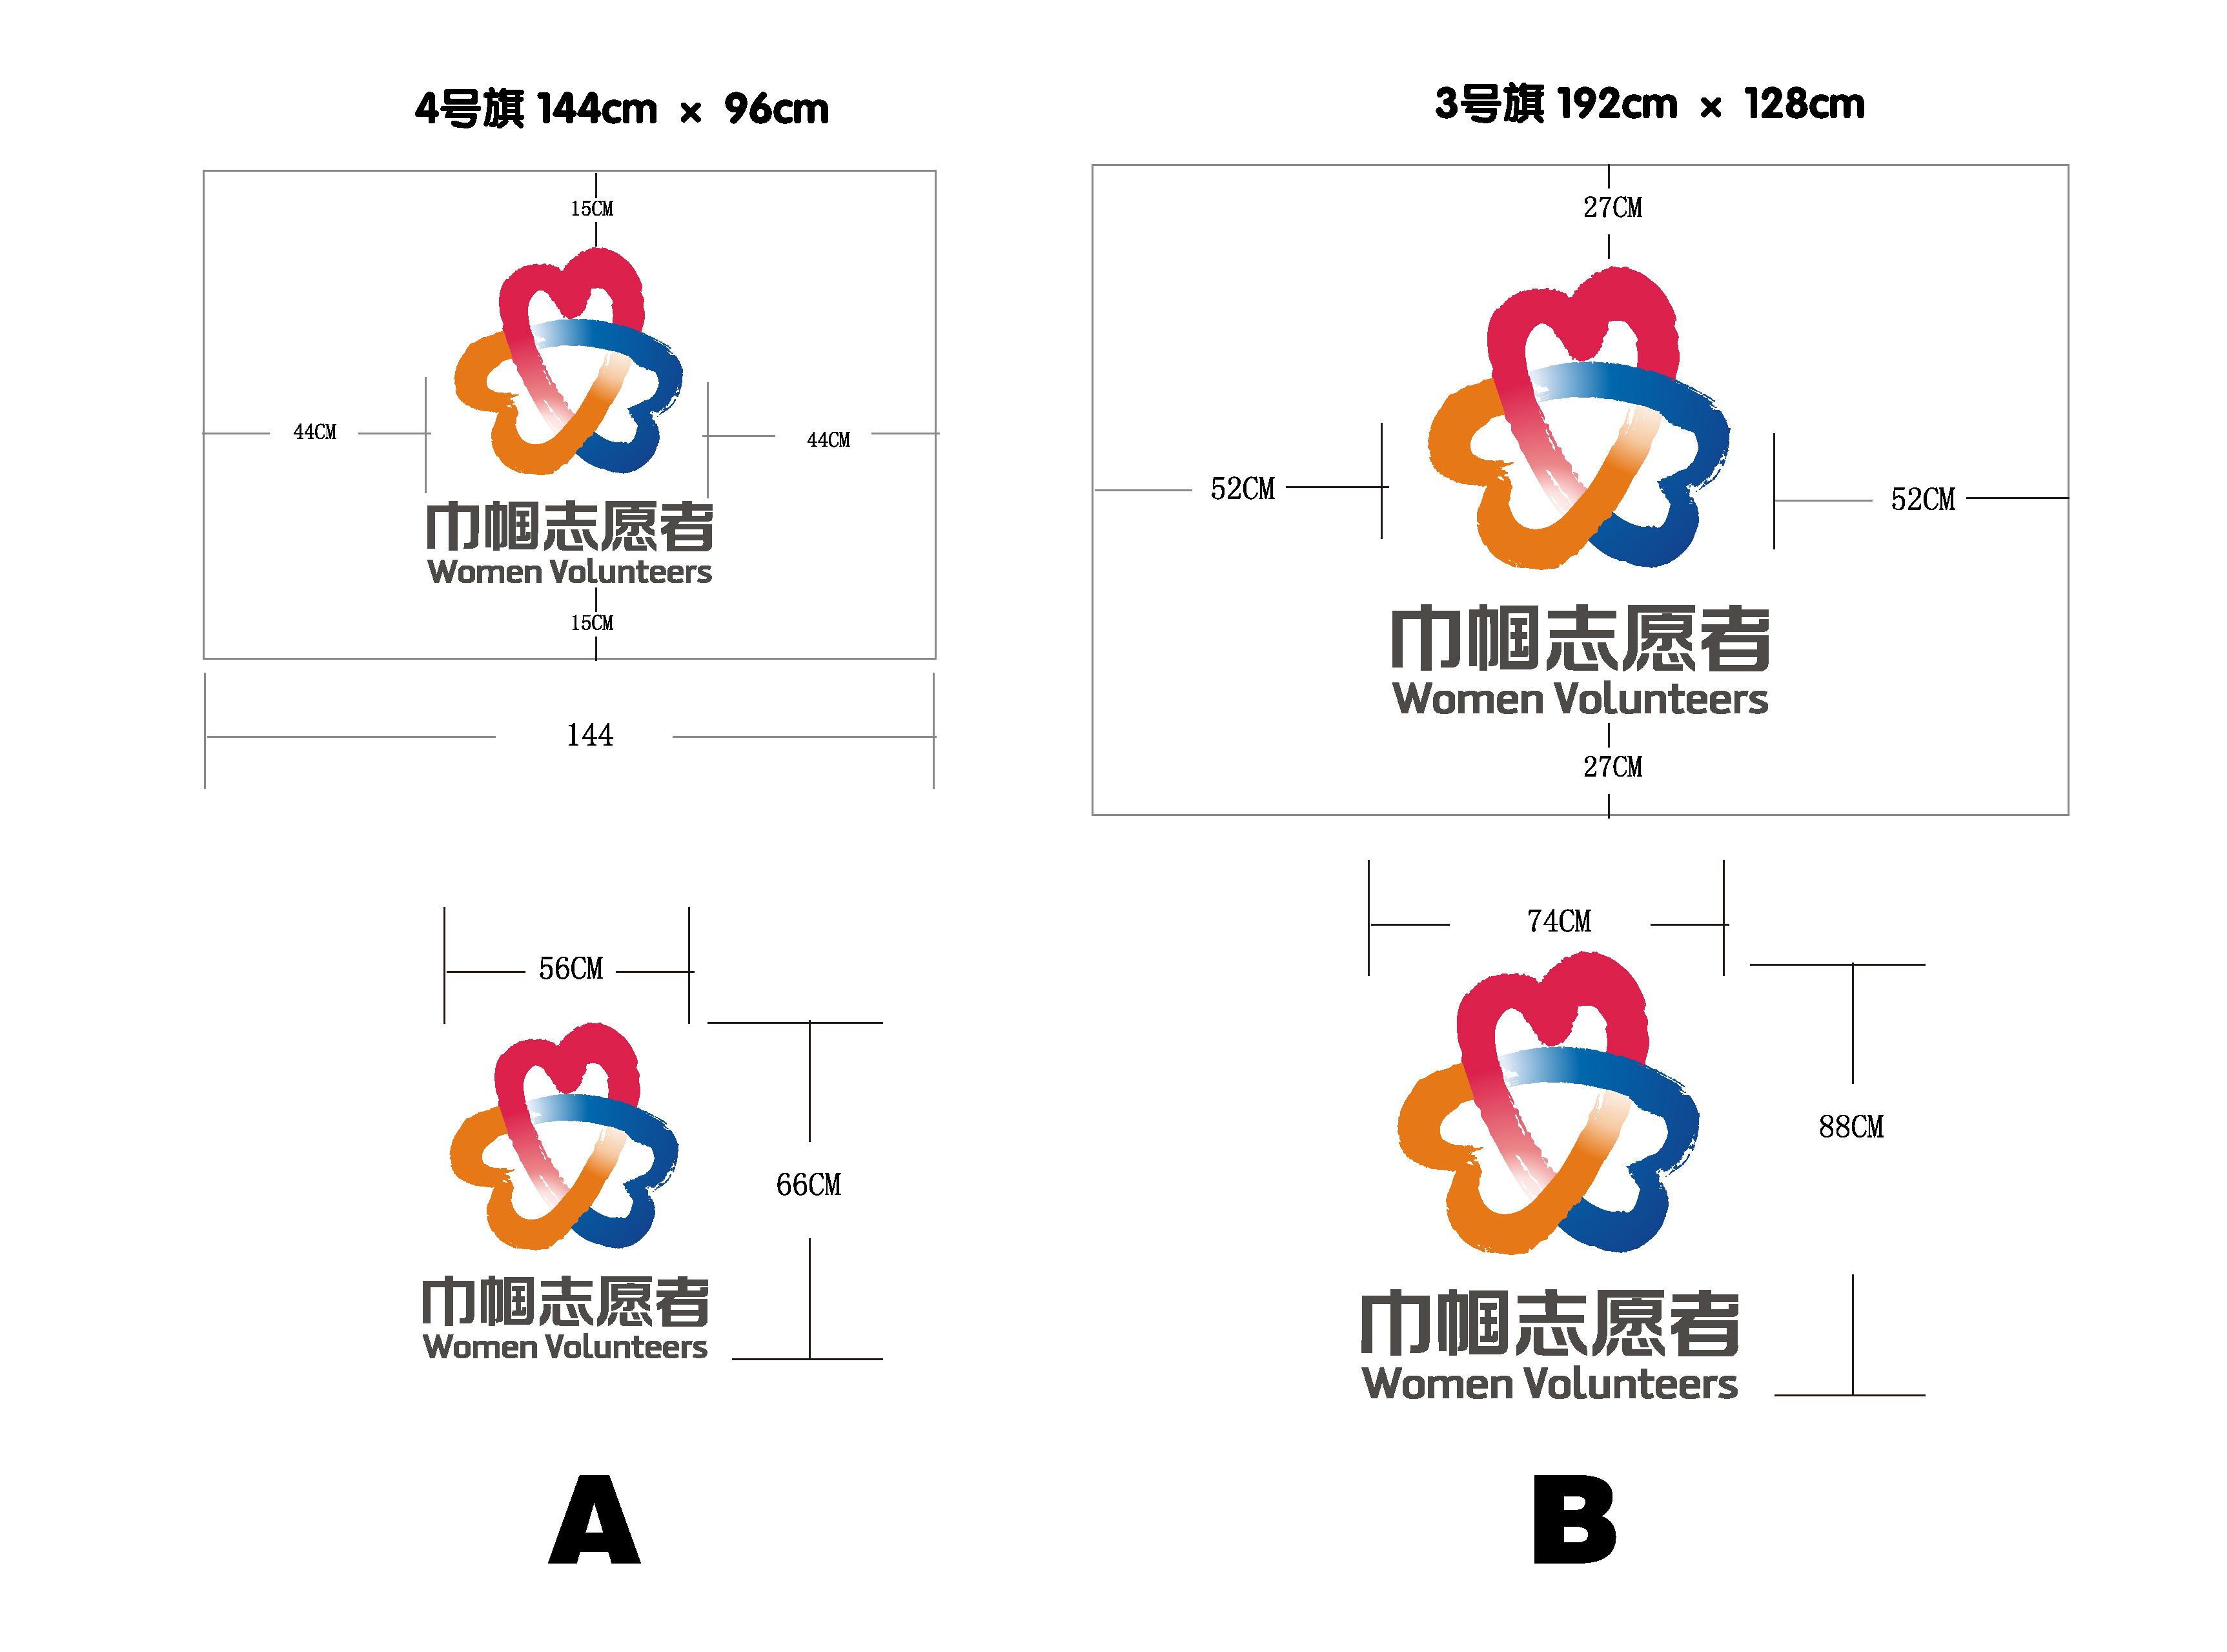 4号旗 144cm × 96cm
15CM
44CM
44CM
巾帼志愿者
Women Volunteers
15CM
144
56CM
66CM
巾帼志愿者
Women Volunteers
A
3号旗 192cm × 128cm
27CM
52CM
52CM
巾帼志愿者
Women Volunteers
27CM
74CM
88CM
巾帼志愿者
Women Volunteers
B